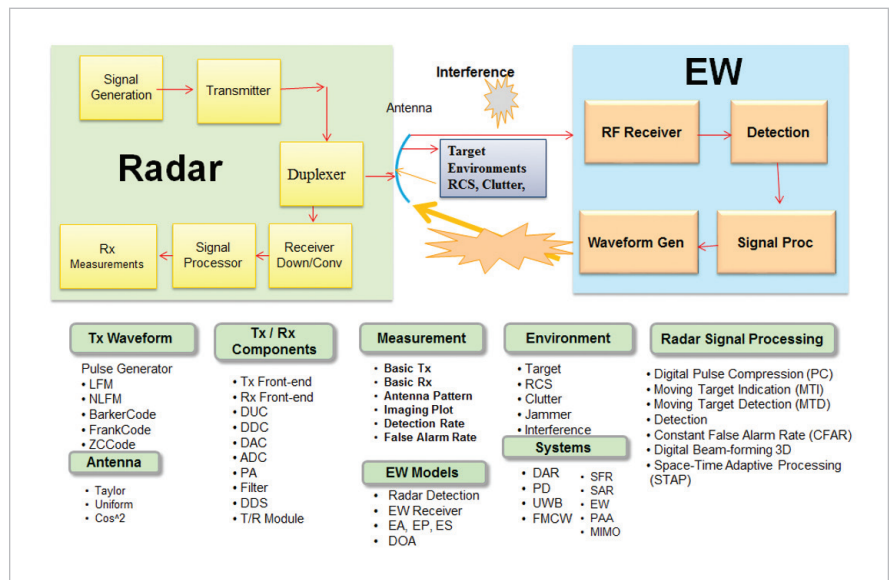 Radar
Signal
Generation
Transmitter
Duplexer
Receiver
Down/Conv
Signal
Processor
Rx
Measurements
Antenna
Interference
Target
Environments
RCS, Clutter,
EW
RF Receiver
Detection
Waveform Gen
Signal Proc
Tx Waveform
Pulse Generator
• LFM
• NLFM
• BarkerCode
• FrankCode
• ZCCode
Antenna
• Taylor
• Uniform
• Cos^2
Tx / Rx
Components
• Tx Front-end
• Rx Front-end
• DUC
• DDC
• DAC
• ADC
• PA
• Filter
• DDS
• T/R Module
Measurement
• Basic Tx
• Basic Rx
• Antenna Pattern
• Imaging Plot
• Detection Rate
• False Alarm Rate
EW Models
• Radar Detection
• EW Receiver
• EA, EP, ES
• DOA
Environment
• Target
• RCS
• Clutter
• Jammer
• Interference
Systems
• DAR
• PD
• UWB
• FMCW
• SFR
• SAR
• EW
• PAA
• MIMO
Radar Signal Processing
• Digital Pulse Compression (PC)
• Moving Target Indication (MTI)
• Moving Target Detection (MTD)
• Detection
• Constant False Alarm Rate (CFAR)
• Digital Beam-forming 3D
• Space-Time Adaptive Processing
(STAP)